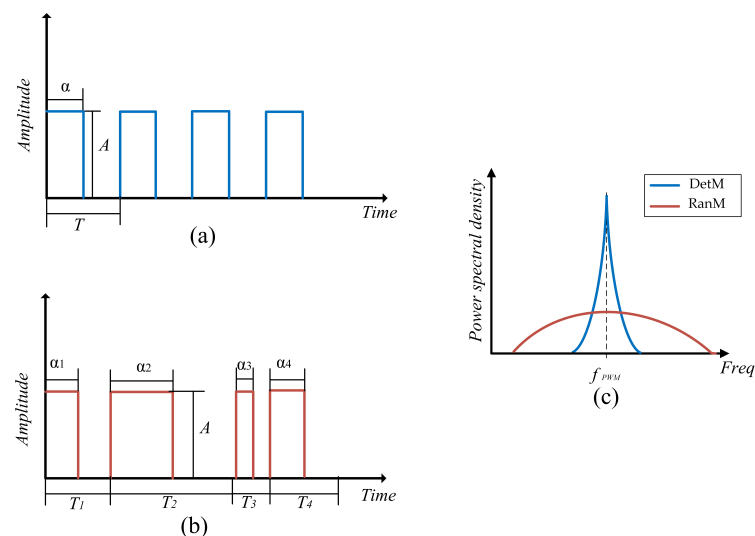 Amplitude
α
A
T
Time
(a)
Amplitude
α1
α2
α3
α4
A
T1
T2
T3
T4
Time
(b)
Power spectral density
DetM
RanM
f PWM
Freq
(c)